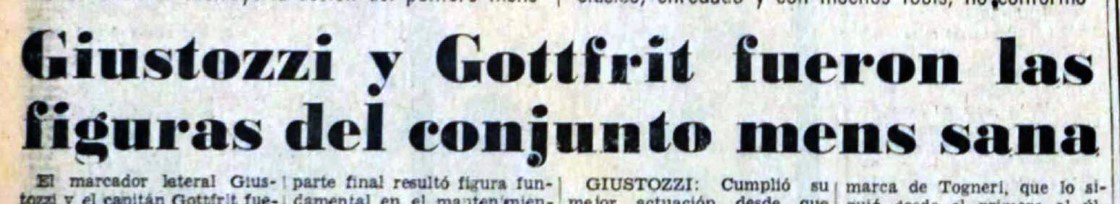 Giustozzi y Gottfrit fueron las
figuras del conjunto mens sana
El marcador lateral Gius-
tozzi y el capitán Gottfrit fue-
parte final resultó figura fun-
damental en el mantenimien-
GIUSTOZZI: Cumplió su
mejor actuación desde que
marca de Togneri, que lo si-